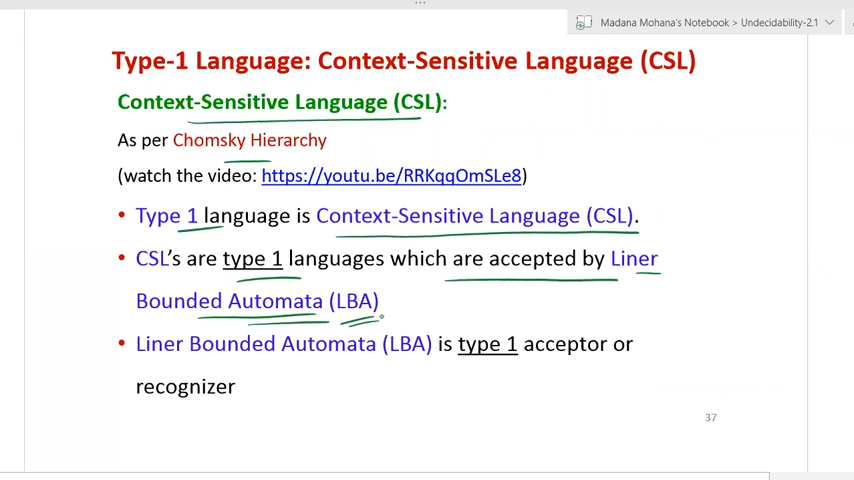 Madana Mohana's Notebook > Undecidability-2.1
Type-1 Language: Context-Sensitive Language (CSL)
Context-Sensitive Language (CSL):
As per Chomsky Hierarchy
(watch the video: https://youtu.be/RRKqqOmSLe8)
• Type 1 language is Context-Sensitive Language (CSL).
• CSL's are type 1 languages which are accepted by Liner
Bounded Automata (LBA)
• Liner Bounded Automata (LBA) is type 1 acceptor or
recognizer
37